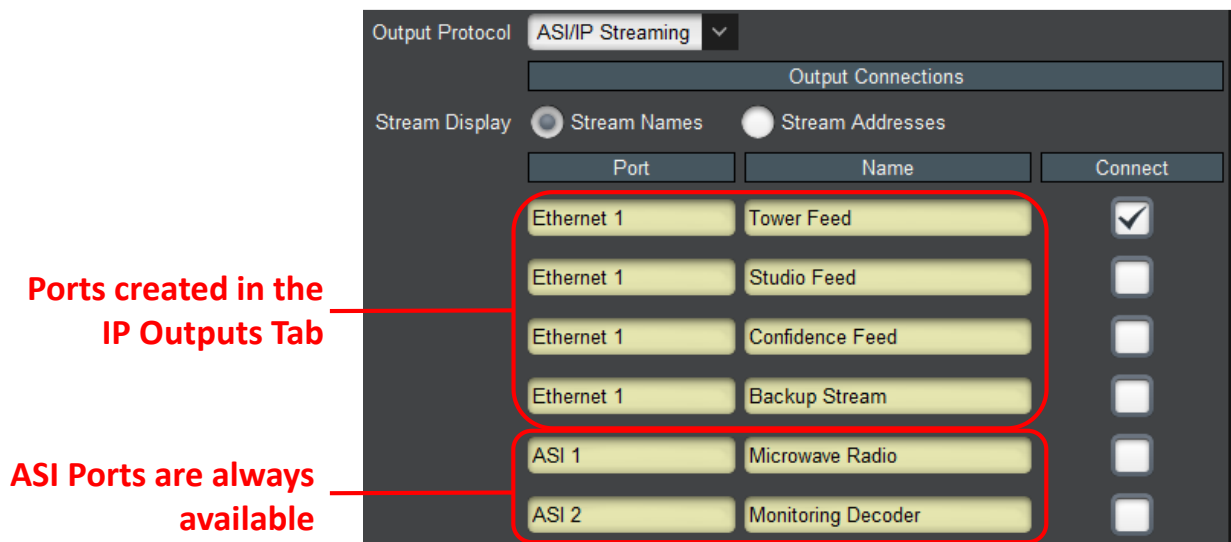 Output Protocol ASI/IP Streaming
Output Connections
Stream Display Stream Names Stream Addresses
Port Name Connect
Ethernet 1 Tower Feed
Ethernet 1 Studio Feed
Ports created in the
IP Outputs Tab
Ethernet 1 Confidence Feed
Ethernet 1 Backup Stream
ASI 1 Microwave Radio
ASI Ports are always
available
ASI 2 Monitoring Decoder